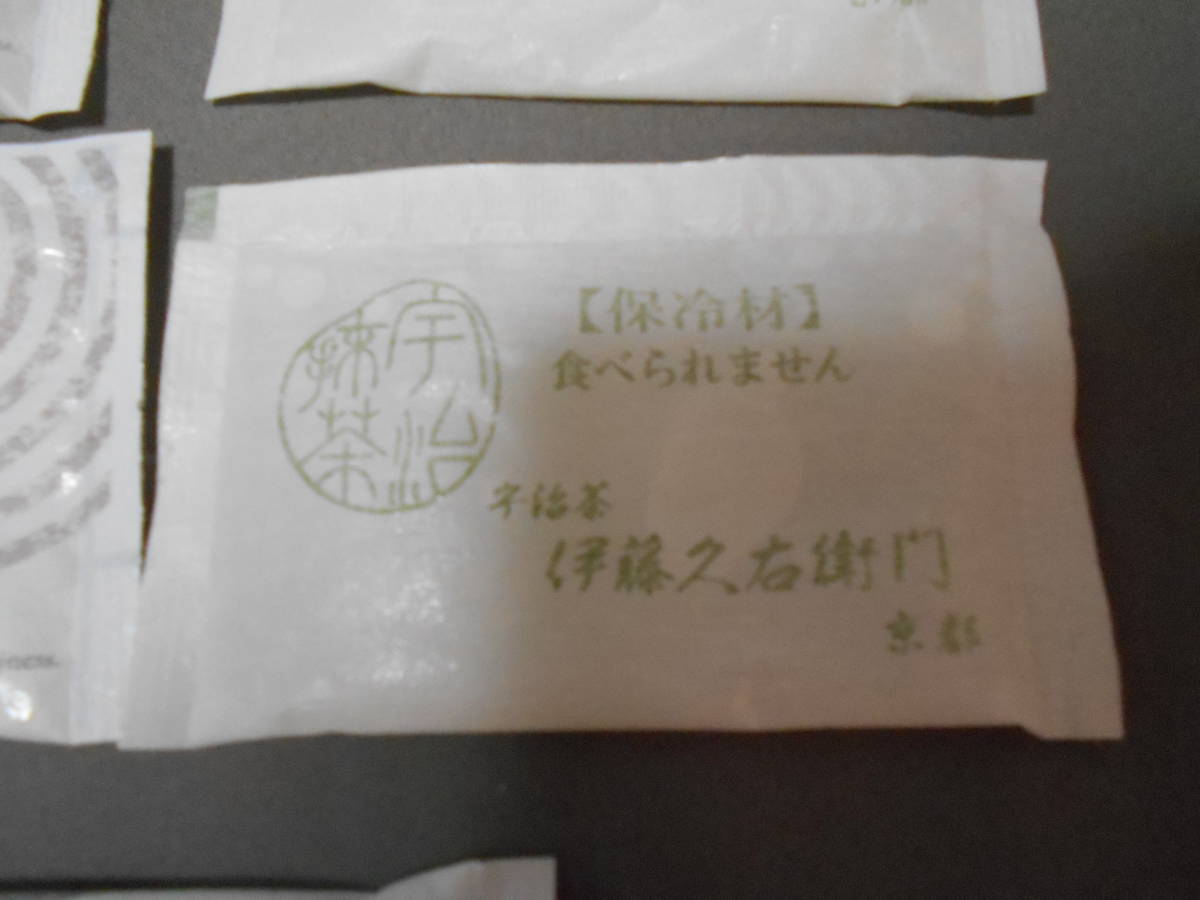 宇治
抹茶
【保冷材】
食べられません
宇治茶
伊藤久右衛門
京都